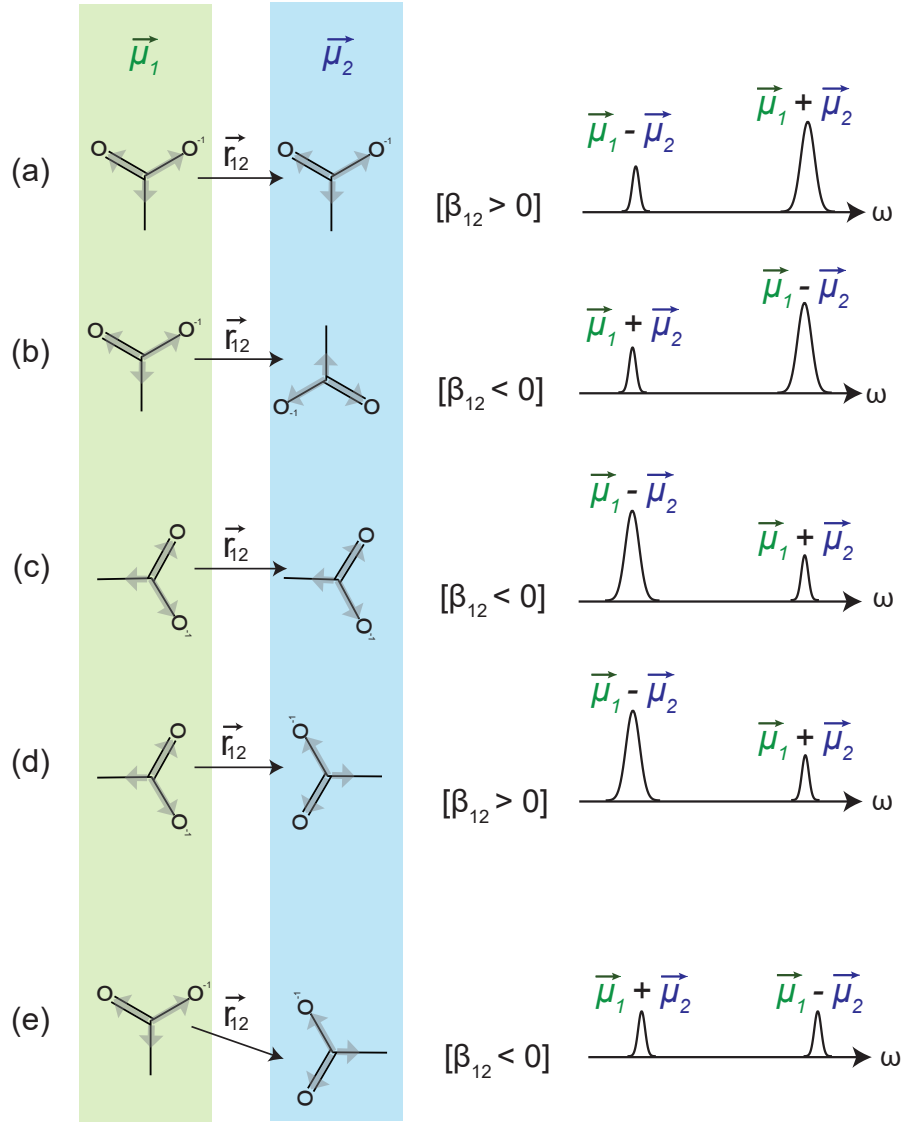 μ₁ μ₂
(a) O O⁻¹ r₁₂ O O⁻¹ [β₁₂ > 0] μ₁ - μ₂ μ₁ + μ₂ ω
(b) O O⁻¹ r₁₂ O⁻¹ O [β₁₂ < 0] μ₁ + μ₂ μ₁ - μ₂ ω
(c) O O⁻¹ r₁₂ O O⁻¹ [β₁₂ < 0] μ₁ - μ₂ μ₁ + μ₂ ω
(d) O O⁻¹ r₁₂ O⁻¹ O [β₁₂ > 0] μ₁ - μ₂ μ₁ + μ₂ ω
(e) O O⁻¹ r₁₂ O⁻¹ O [β₁₂ < 0] μ₁ + μ₂ μ₁ - μ₂ ω